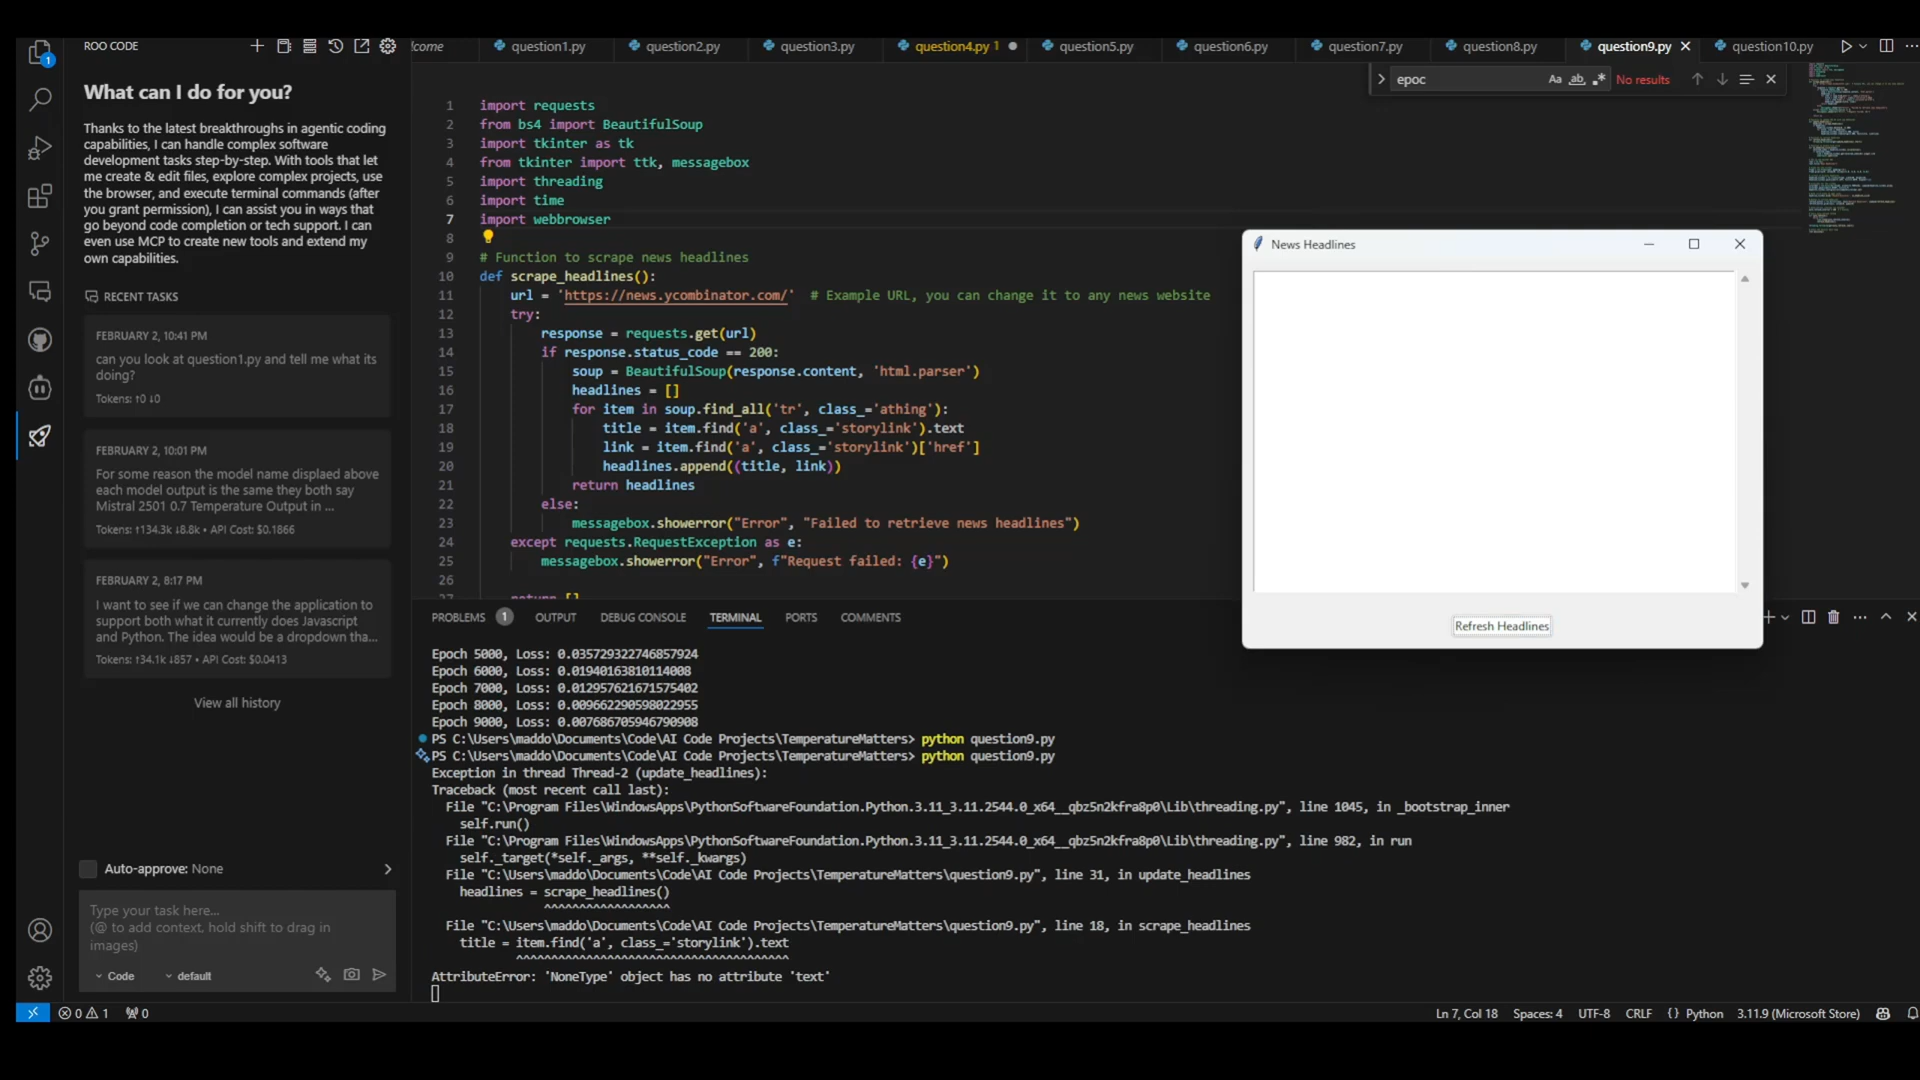 ROO CODE
What can I do for you?
Thanks to the latest breakthroughs in agentic coding
capabilities, I can handle complex software
development tasks step-by-step. With tools that let
me create & edit files, explore complex projects, use
the browser, and execute terminal commands (after
you grant permission), I can assist you in ways that
go beyond code completion or tech support. I can
even use MCP to create new tools and extend my
own capabilities.
RECENT TASKS
FEBRUARY 2, 10:41 PM
can you look at question1.py and tell me what its
doing?
Tokens: ↑0 ↓0
FEBRUARY 2, 10:01 PM
For some reason the model name displaed above
each model output is the same they both say
Mistral 2501 0.7 Temperature Output in ...
Tokens: ↑134.3k ↓8.8k • API Cost: $0.1866
FEBRUARY 2, 8:17 PM
I want to see if we can change the application to
support both what it currently does Javascript
and Python. The idea would be a dropdown tha...
Tokens: ↑34.1k ↓857 • API Cost: $0.0413
View all history
Auto-approve: None
Type your task here...
(@ to add context, hold shift to drag in
images)
Code default
lcome question1.py question2.py question3.py question4.py 1 question5.py question6.py question7.py question8.py question9.py question10.py
epoc Aa ab No results
1 import requests
2 from bs4 import BeautifulSoup
3 import tkinter as tk
4 from tkinter import ttk, messagebox
5 import threading
6 import time
7 import webbrowser
8
9 # Function to scrape news headlines
10 def scrape_headlines():
11 url = 'https://news.ycombinator.com/' # Example URL, you can change it to any news website
12 try:
13 response = requests.get(url)
14 if response.status_code == 200:
15 soup = BeautifulSoup(response.content, 'html.parser')
16 headlines = []
17 for item in soup.find_all('tr', class_='athing'):
18 title = item.find('a', class_='storylink').text
19 link = item.find('a', class_='storylink')['href']
20 headlines.append((title, link))
21 return headlines
22 else:
23 messagebox.showerror("Error", "Failed to retrieve news headlines")
24 except requests.RequestException as e:
25 messagebox.showerror("Error", f"Request failed: {e}")
26
27 return []
News Headlines
Refresh Headlines
PROBLEMS 1 OUTPUT DEBUG CONSOLE TERMINAL PORTS COMMENTS
Epoch 5000, Loss: 0.035729322746857924
Epoch 6000, Loss: 0.01940163810114008
Epoch 7000, Loss: 0.012957621671575402
Epoch 8000, Loss: 0.009662290598022955
Epoch 9000, Loss: 0.007686705946790908
PS C:\Users\maddo\Documents\Code\AI Code Projects\TemperatureMatters> python question9.py
PS C:\Users\maddo\Documents\Code\AI Code Projects\TemperatureMatters> python question9.py
Exception in thread Thread-2 (update_headlines):
Traceback (most recent call last):
File "C:\Program Files\WindowsApps\PythonSoftwareFoundation.Python.3.11_3.11.2544.0_x64__qbz5n2kfra8p0\Lib\threading.py", line 1045, in _bootstrap_inner
self.run()
File "C:\Program Files\WindowsApps\PythonSoftwareFoundation.Python.3.11_3.11.2544.0_x64__qbz5n2kfra8p0\Lib\threading.py", line 982, in run
self._target(*self._args, **self._kwargs)
File "C:\Users\maddo\Documents\Code\AI Code Projects\TemperatureMatters\question9.py", line 31, in update_headlines
headlines = scrape_headlines()
^^^^^^^^^^^^^^^^^^
File "C:\Users\maddo\Documents\Code\AI Code Projects\TemperatureMatters\question9.py", line 18, in scrape_headlines
title = item.find('a', class_='storylink').text
^^^^^^^^^^^^^^^^^^^^^^^^^^^^^^^^^^^^^^^
AttributeError: 'NoneType' object has no attribute 'text'
0 1 0
Ln 7, Col 18 Spaces: 4 UTF-8 CRLF {} Python 3.11.9 (Microsoft Store)